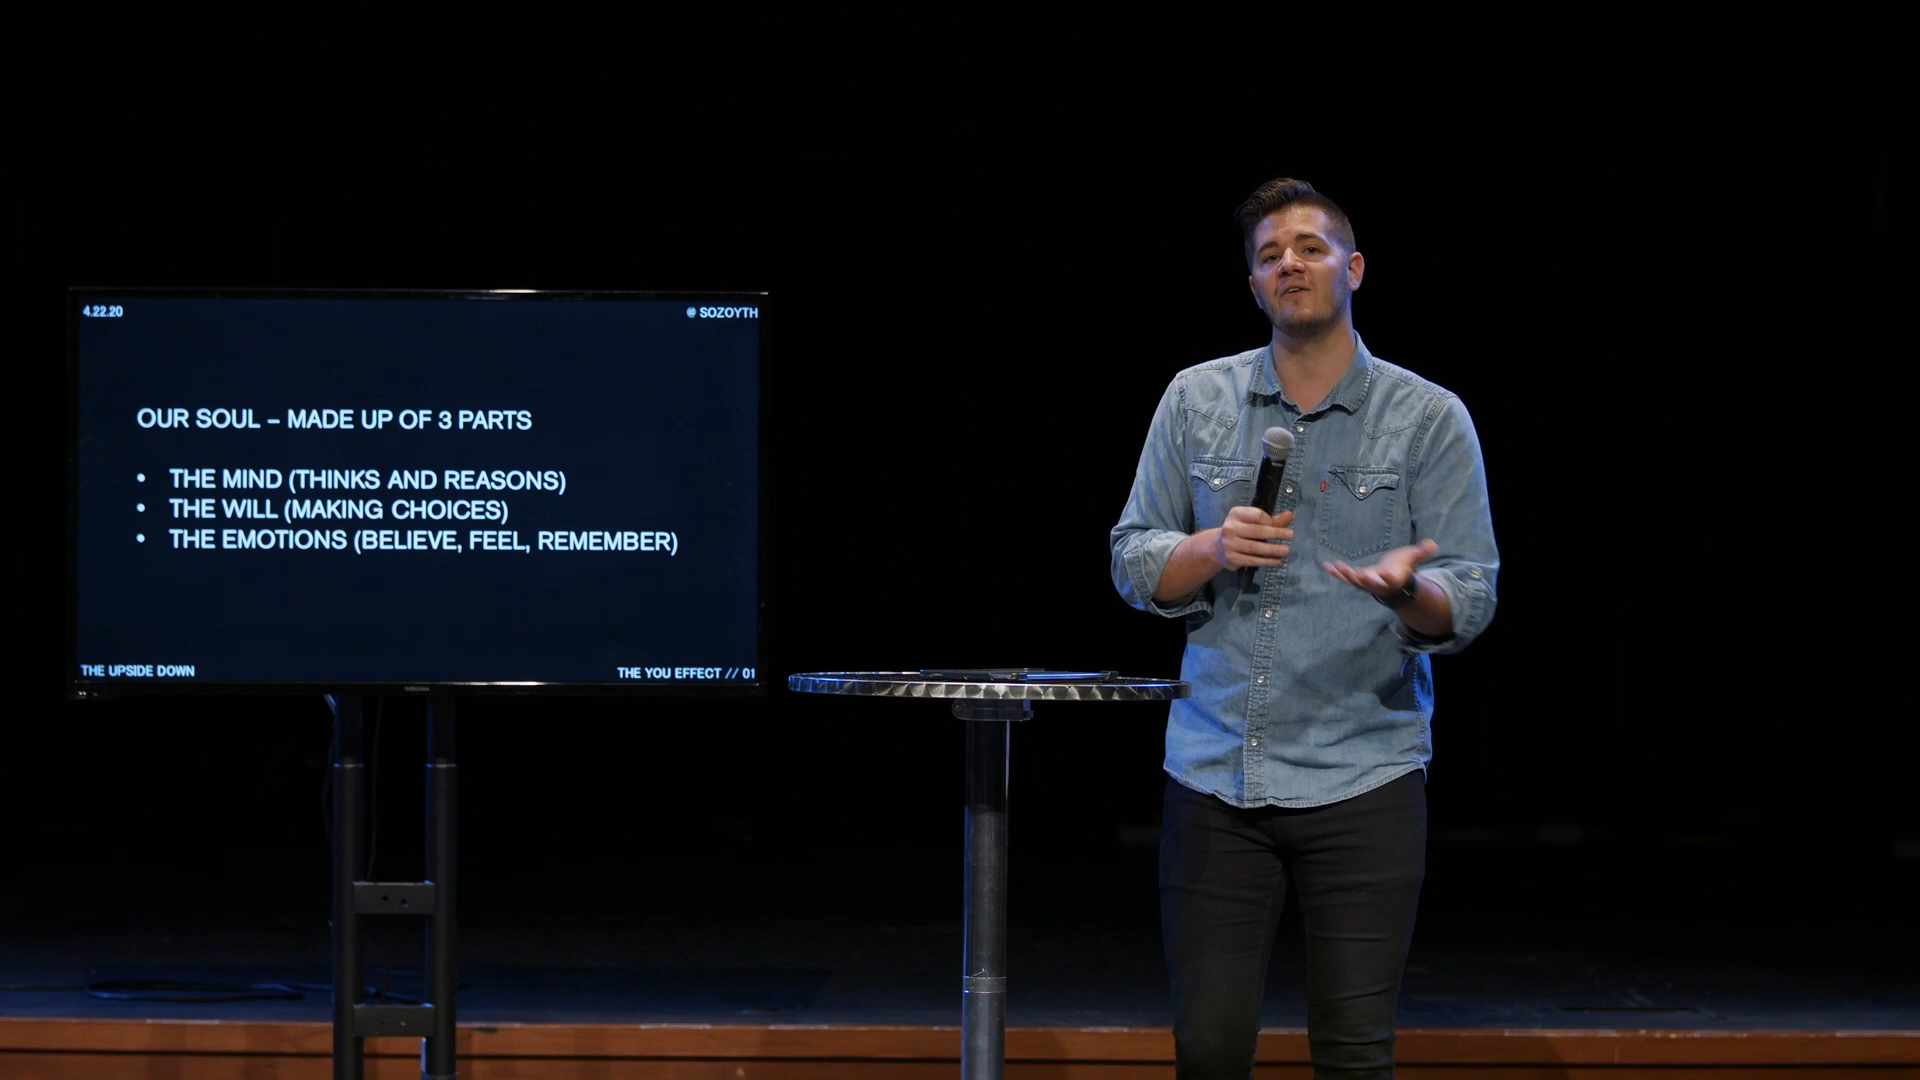 4.22.20
@ SOZOYTH
OUR SOUL – MADE UP OF 3 PARTS
• THE MIND (THINKS AND REASONS)
• THE WILL (MAKING CHOICES)
• THE EMOTIONS (BELIEVE, FEEL, REMEMBER)
THE UPSIDE DOWN
THE YOU EFFECT // 01